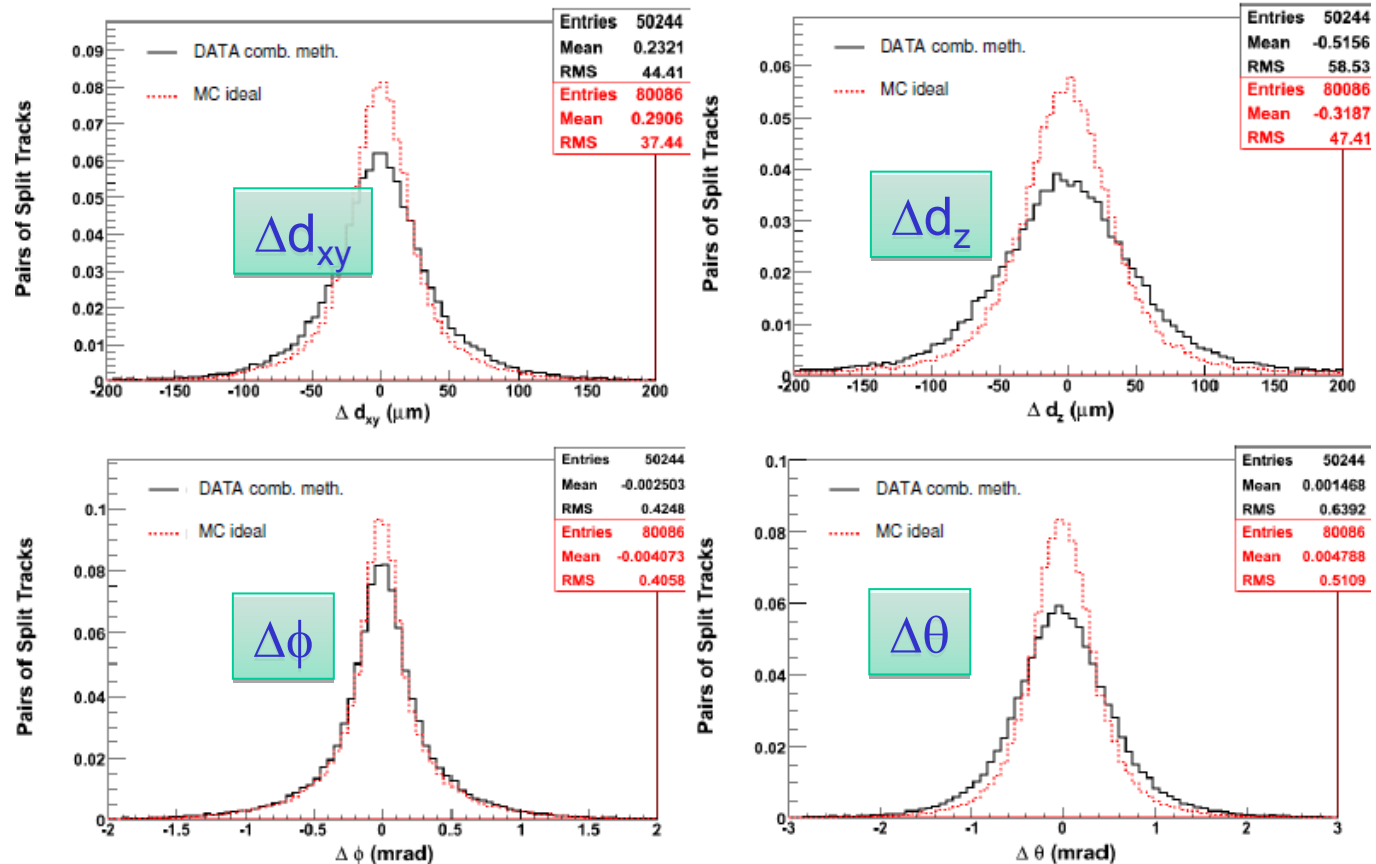 Entries 50244
Mean 0.2321
RMS 44.41
Entries 80086
Mean 0.2906
RMS 37.44
DATA comb. meth.
MC ideal
Δd_xy
Pairs of Split Tracks
0.09
0.08
0.07
0.06
0.05
0.04
0.03
0.02
0.01
0
-200 -150 -100 -50 0 50 100 150 200
Δ d_xy (μm)
Entries 50244
Mean -0.5156
RMS 58.53
Entries 80086
Mean -0.3187
RMS 47.41
DATA comb. meth.
MC ideal
Δd_z
Pairs of Split Tracks
0.06
0.05
0.04
0.03
0.02
0.01
-200 -150 -100 -50 0 50 100 150 200
Δ d_z (μm)
Entries 50244
Mean -0.002503
RMS 0.4248
Entries 80086
Mean -0.004073
RMS 0.4058
DATA comb. meth.
MC ideal
Δϕ
Pairs of Split Tracks
0.1
0.08
0.06
0.04
0.02
0
-2 -1.5 -1 -0.5 0 0.5 1 1.5 2
Δ ϕ (mrad)
Entries 50244
Mean 0.001468
RMS 0.6392
Entries 80086
Mean 0.004788
RMS 0.5109
DATA comb. meth.
MC ideal
Δθ
Pairs of Split Tracks
0.1
0.08
0.06
0.04
0.02
0
-3 -2 -1 0 1 2 3
Δ θ (mrad)